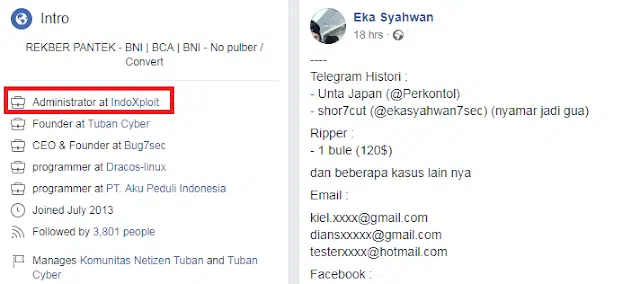 Intro
REKBER PANTEK - BNI | BCA | BNI - No pulber /
Convert
Administrator at IndoXploit
Founder at Tuban Cyber
CEO & Founder at Bug7sec
programmer at Dracos-linux
programmer at PT. Aku Peduli Indonesia
Joined July 2013
Followed by 3,801 people
Manages Komunitas Netizen Tuban and Tuban
Cyber
Eka Syahwan
18 hrs ·
----
Telegram Histori :
- Unta Japan (@Perkontol)
- shor7cut (@ekasyahwan7sec) (nyamar jadi gua)
Ripper :
- 1 bule (120$)
dan beberapa kasus lain nya
Email :
kiel.xxxx@gmail.com
diansxxxxx@gmail.com
testerxxxx@hotmail.com
Facebook :